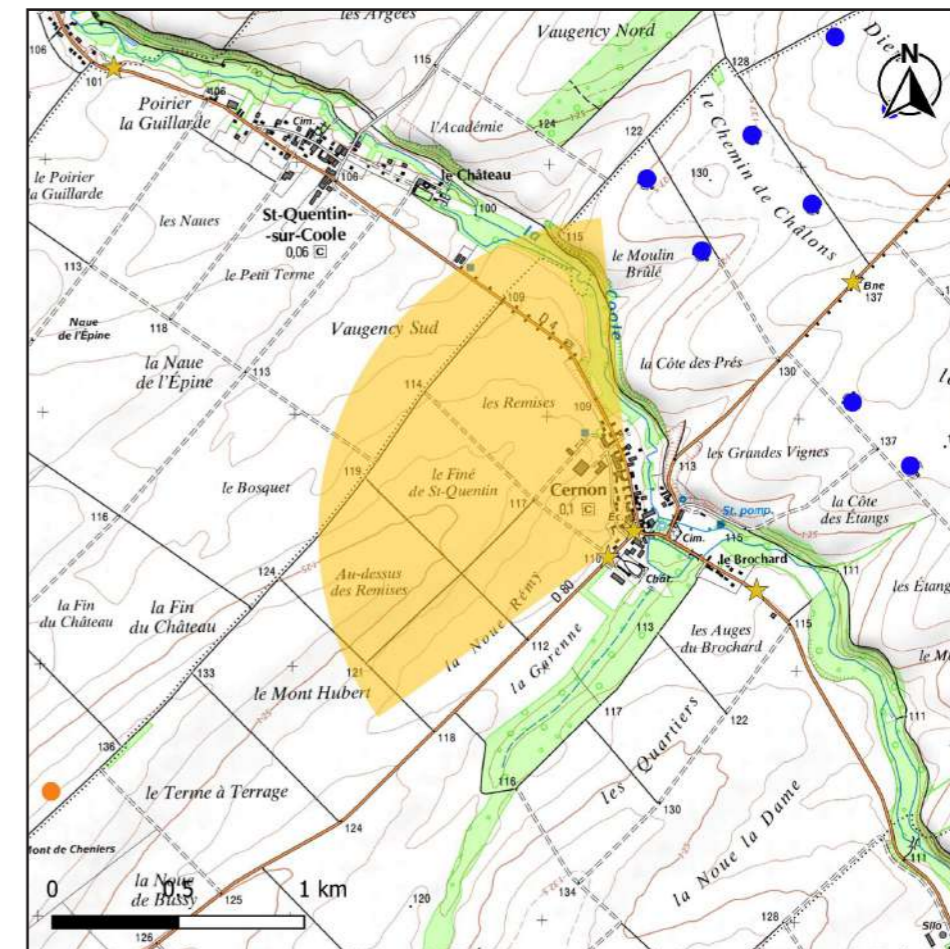 les Argées
Vaugency Nord
Die
N
106
101
115
128
106
Poirier
la Guillarde
100
Cim.
l'Académie
124
122
le Chemin de Châlons
130
le Poirier
la Guillarde
106
le Château
100
les Naues
St-Quentin-
-sur-Coole
0,06 C
115
le Moulin
Brûlé
Coole
Bne
137
113
le Petit Terme
109
D 4
Naue
de l'Épine
118
Vaugency Sud
la Naue
de l'Épine
113
114
la Côte des Prés
130
les Remises
109
119
le Bosquet
le Finé
de St-Quentin
117
Cernon
0,1 C
113
les Grandes Vignes
137
116
St. pomp.
la Côte
des Étangs
115
Cim.
110
124
Au-dessus
des Remises
Chât.
le Brochard
111
la Fin
du Château
la Fin
du Château
la Noue Rémy
D 80
les Étang
112
113
les Auges
du Brochard
115
la Garenne
121
133
le Mont Hubert
117
122
111
136
118
116
les Quartiers
le Terme à Terrage
130
124
Mont de Cheniers
la Noue la Dame
111
0
0.5
1 km
la Noue
de Bussy
125
134
120
126
128
Silo